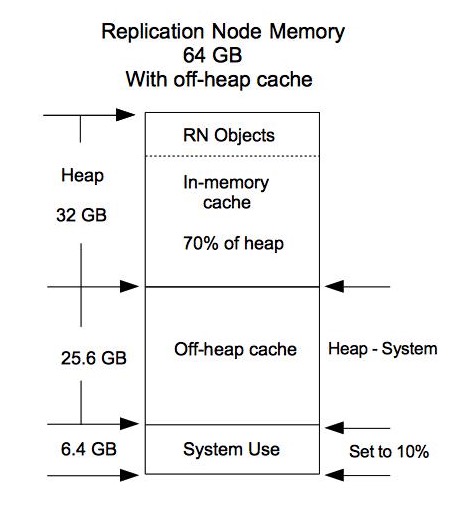 Replication Node Memory
64 GB
With off-heap cache
RN Objects
Heap
32 GB
In-memory
cache
70% of heap
25.6 GB
Off-heap cache
Heap - System
6.4 GB
System Use
Set to 10%